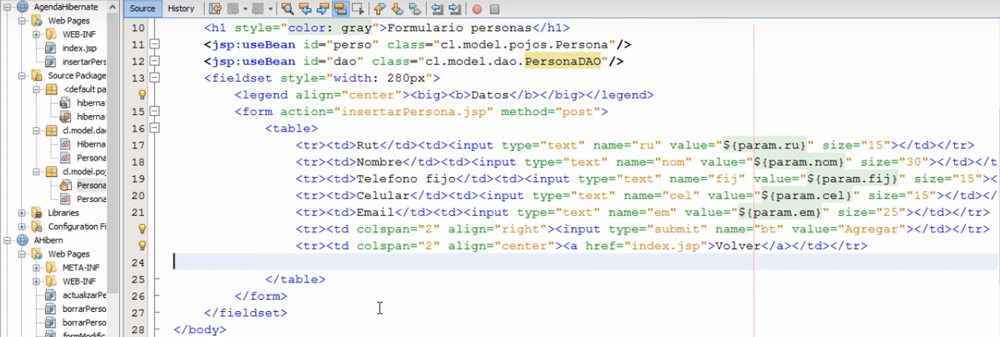 AgendaHibernate
Web Pages
WEB-INF
index.jsp
insertarPers
Source Package
<default pa
hibernat
hibernat
cl.model.dao
Hiberna
Persona
cl.model.poj
Persona
Persona
Libraries
Configuration Fi
AHibern
Web Pages
META-INF
WEB-INF
actualizarPe
borrarPerso
borrarPerso
formModific
Source History
10 <h1 style="color: gray">Formulario personas</h1>
11 <jsp:useBean id="perso" class="cl.model.pojos.Persona"/>
12 <jsp:useBean id="dao" class="cl.model.dao.PersonaDAO"/>
13 <fieldset style="width: 280px">
<legend align="center"><big><b>Datos</b></big></legend>
15 <form action="insertarPersona.jsp" method="post">
16 <table>
17 <tr><td>Rut</td><td><input type="text" name="ru" value="${param.ru}" size="15"></td></tr>
18 <tr><td>Nombre</td><td><input type="text" name="nom" value="${param.nom}" size="30"></td></t
19 <tr><td>Telefono fijo</td><td><input type="text" name="fij" value="${param.fij}" size="15"><
20 <tr><td>Celular</td><td><input type="text" name="cel" value="${param.cel}" size="15"></td></
21 <tr><td>Email</td><td><input type="text" name="em" value="${param.em}" size="25"></td></tr>
<tr><td colspan="2" align="right"><input type="submit" name="bt" value="Agregar"></td></tr>
<tr><td colspan="2" align="center"><a href="index.jsp">Volver</a></td></tr>
24
25 </table>
26 </form>
27 </fieldset>
28 </body>